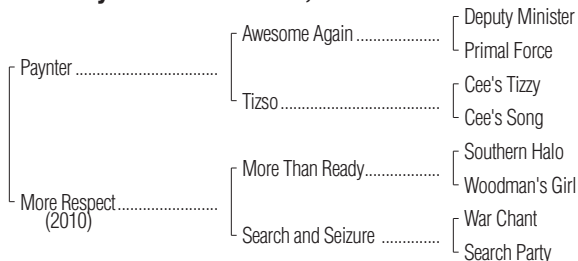 Deputy Minister
Awesome Again ..................
Primal Force
Paynter ..............................
Cee's Tizzy
Tizso .....................................
Cee's Song
Southern Halo
More Than Ready.................
Woodman's Girl
More Respect.....................
(2010)
War Chant
Search and Seizure ..............
Search Party